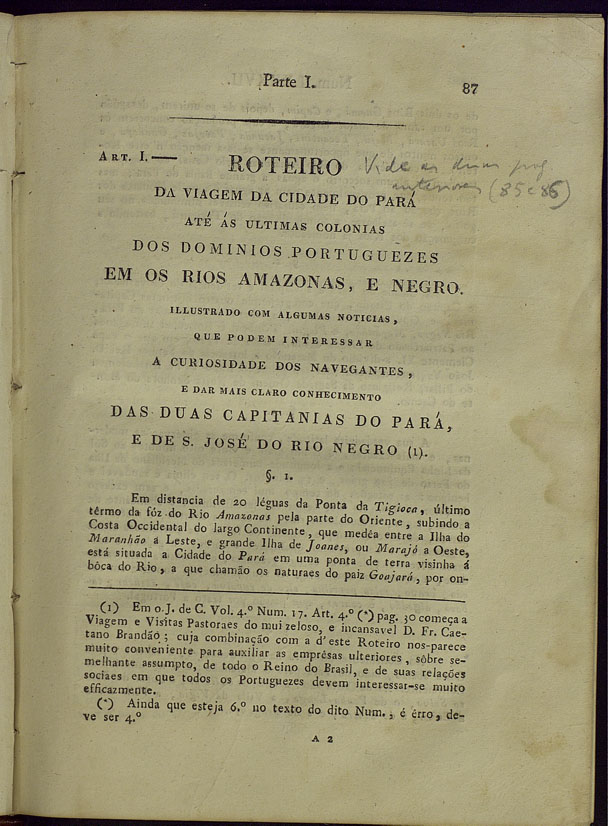 Parte I.
87
ART. I.—
ROTEIRO
Vide as duas pag
anteriores (85 e 86)
DA VIAGEM DA CIDADE DO PARÁ
ATÉ ÁS ULTIMAS COLONIAS
DOS DOMINIOS PORTUGUEZES
EM OS RIOS AMAZONAS, E NEGRO.
ILLUSTRADO COM ALGUMAS NOTICIAS,
QUE PODEM INTERESSAR
A CURIOSIDADE DOS NAVEGANTES,
E DAR MAIS CLARO CONHECIMENTO
DAS DUAS CAPITANIAS DO PARÁ,
E DE S. JOSÉ DO RIO NEGRO (1).
§. 1.
Em distancia de 20 léguas da Ponta da Tigioca, último
têrmo da fóz do Rio Amazonas pela parte do Oriente, subindo a
Costa Occidental do largo Continente, que medêa entre a Ilha do
Maranhão á Leste, e grande Ilha de Joanes, ou Marajó a Oeste,
está situada a Cidade do Pará em uma ponta de terra visinha á
bôca do Rio, a que chamão os naturaes do paiz Goajará, por on-
(1) Em o J. de C. Vol. 4.º Num. 17. Art. 4.º (*) pag. 30 começa a
Viagem e Visitas Pastoraes do mui zeloso, e incansavel D. Fr. Cae-
tano Brandão; cuja combinação com a d'este Roteiro nos-parece
muito conveniente para auxiliar as emprêsas ulteriores, sôbre se-
melhante assumpto, de todo o Reino do Brasil, e de suas relações
sociaes em que todos os Portuguezes devem interessar-se muito
efficazmente.
(*) Ainda que esteja 6.º no texto do dito Num., é érro, de-
ve ser 4.º
A 2